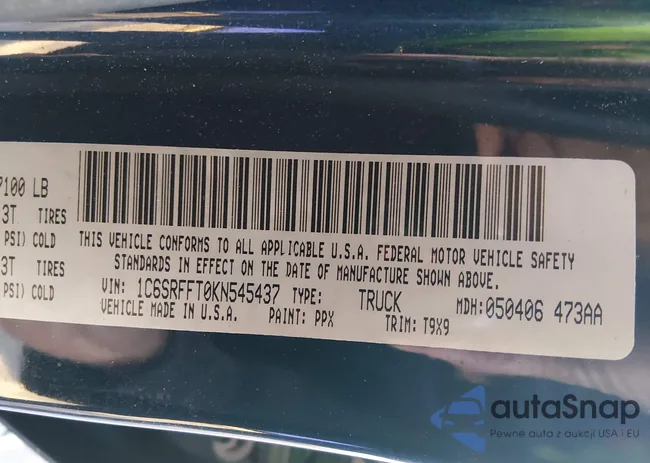 7100 LB
3T TIRES
PSI) COLD
3T TIRES
PSI) COLD
THIS VEHICLE CONFORMS TO ALL APPLICABLE U.S.A. FEDERAL MOTOR VEHICLE SAFETY
STANDARDS IN EFFECT ON THE DATE OF MANUFACTURE SHOWN ABOVE.
VIN: 1C6SRFFT0KN545437 TYPE: TRUCK MDH:050406 473AA
VEHICLE MADE IN U.S.A. PAINT: PPX TRIM: T9X9
autaSnap
Pewne auta z aukcji USA i EU